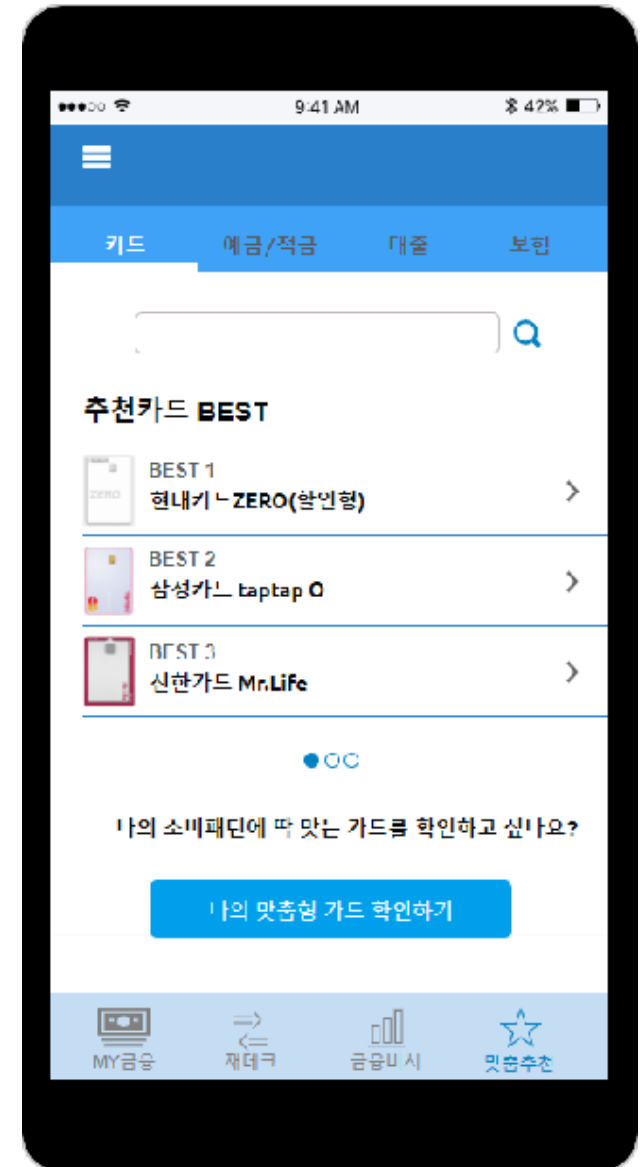 9:41 AM
42%
카드 예금/적금 대출 보험
추천카드 BEST
BEST 1
현대카드ZERO(할인형)
BEST 2
삼성카드 taptap O
BEST 3
신한카드 Mr.Life
나의 소비패턴에 딱 맞는 카드를 확인하고 싶나요?
나의 맞춤형 카드 확인하기
MY금융 재테크 맞춤추천